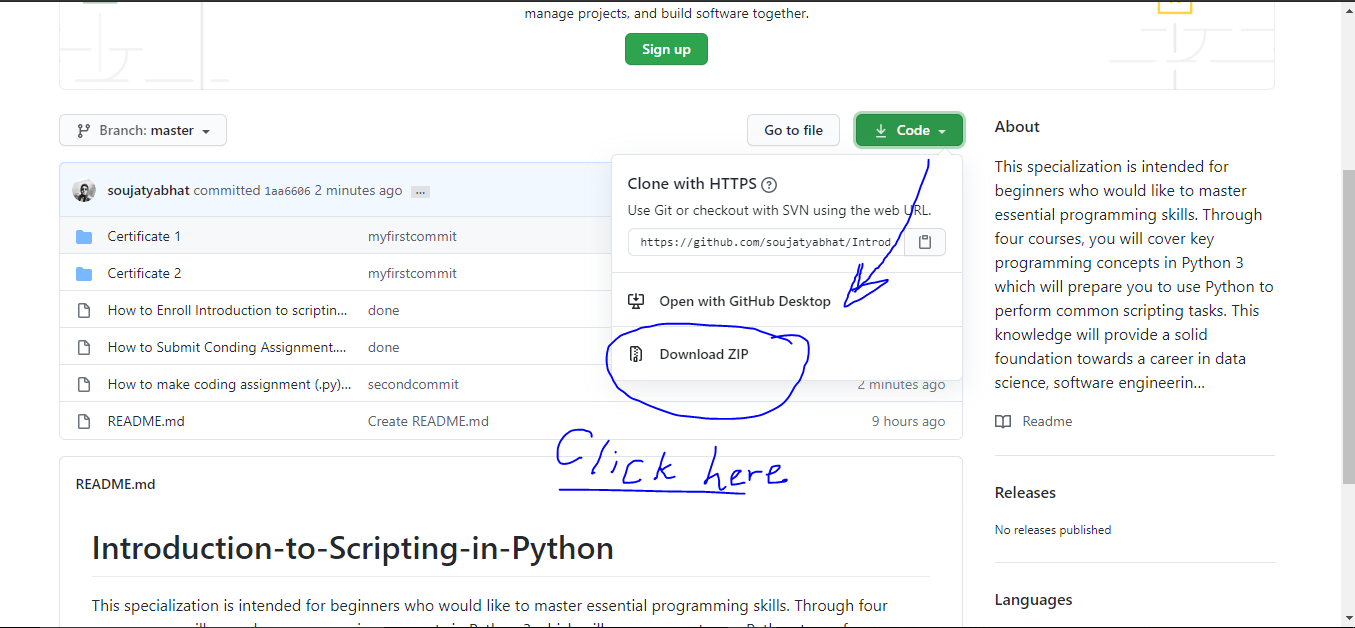 manage projects, and build software together.
Sign up
Branch: master
Go to file
Code
soujatyabhat committed 1aa6606 2 minutes ago ...
Certificate 1 myfirstcommit
Certificate 2 myfirstcommit
How to Enroll Introduction to scriptin... done
How to Submit Conding Assignment.... done
How to make coding assignment (.py)... secondcommit 2 minutes ago
README.md Create README.md 9 hours ago
Clone with HTTPS ?
Use Git or checkout with SVN using the web URL.
https://github.com/soujatyabhat/Introd
Open with GitHub Desktop
Download ZIP
Click here
README.md
Introduction-to-Scripting-in-Python
This specialization is intended for beginners who would like to master essential programming skills. Through four
About
This specialization is intended for
beginners who would like to master
essential programming skills. Through
four courses, you will cover key
programming concepts in Python 3
which will prepare you to use Python to
perform common scripting tasks. This
knowledge will provide a solid
foundation towards a career in data
science, software engineerin...
Readme
Releases
No releases published
Languages